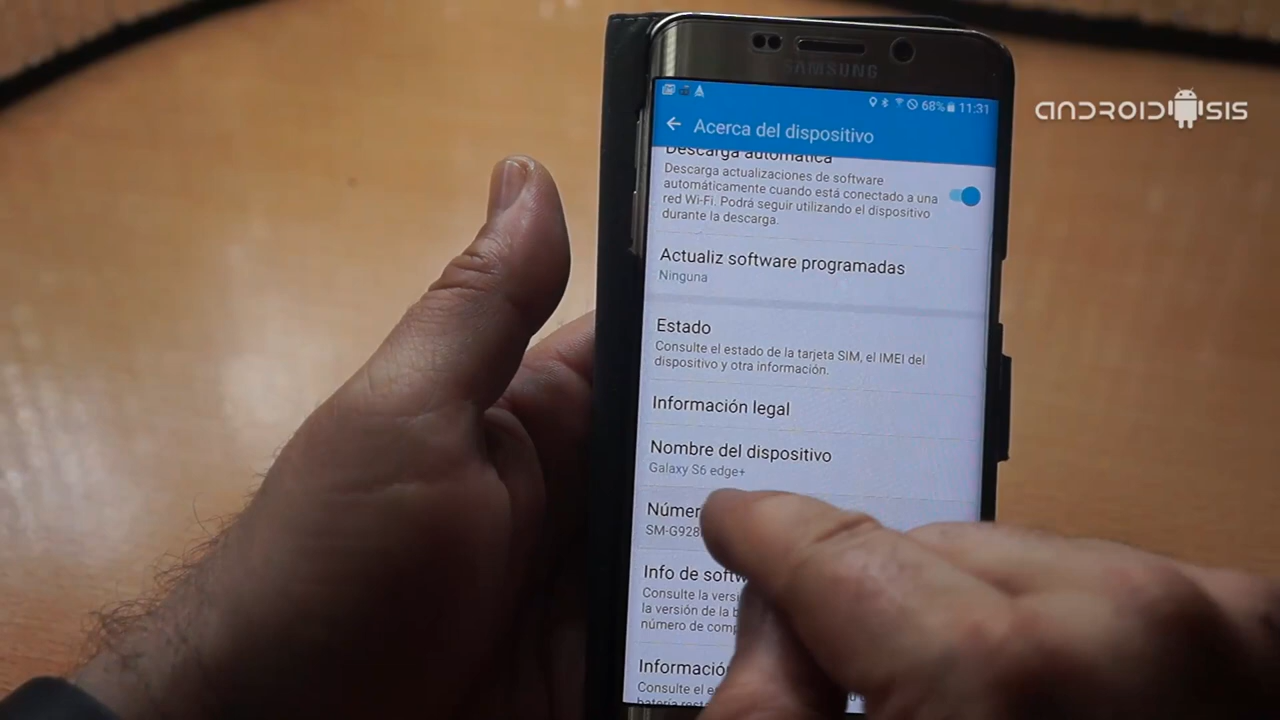 SAMSUNG
ANDROIDSIS
68% 11:31
Acerca del dispositivo
Descarga automática
Descarga actualizaciones de software
automáticamente cuando está conectado a una
red Wi-Fi. Podrá seguir utilizando el dispositivo
durante la descarga.
Actualiz software programadas
Ninguna
Estado
Consulte el estado de la tarjeta SIM, el IMEI del
dispositivo y otra información.
Información legal
Nombre del dispositivo
Galaxy S6 edge+
Númer
SM-G928
Info de softw
Consulte la versi
la versión de la b
número de comp
Informació
Consulte el e